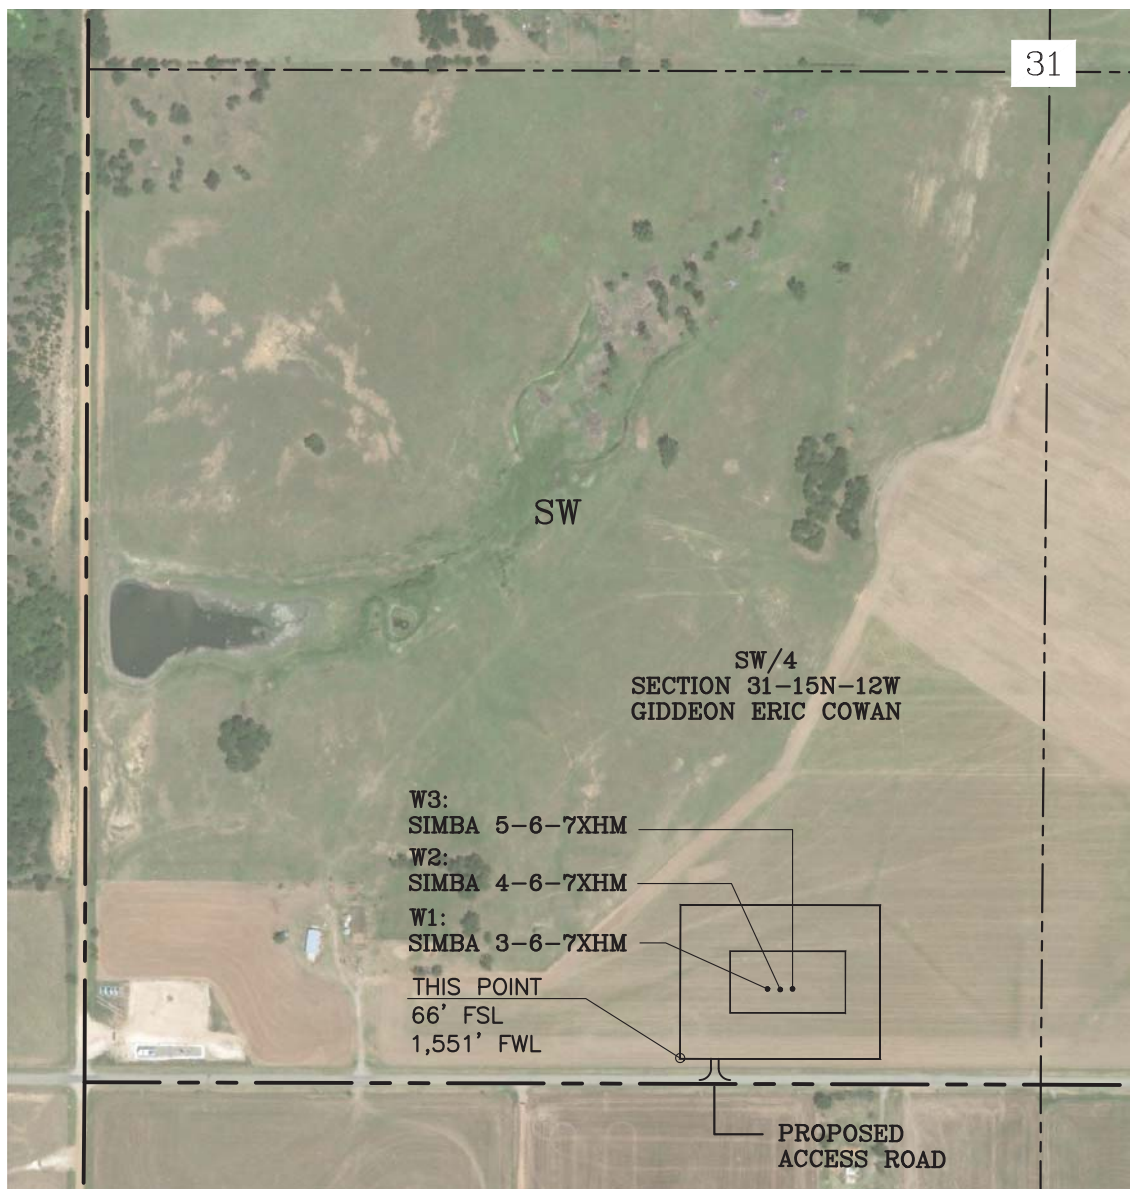 31
SW
SW/4
SECTION 31-15N-12W
GIDDEON ERIC COWAN
W3:
SIMBA 5-6-7XHM
W2:
SIMBA 4-6-7XHM
W1:
SIMBA 3-6-7XHM
THIS POINT
66' FSL
1,551' FWL
PROPOSED
ACCESS ROAD